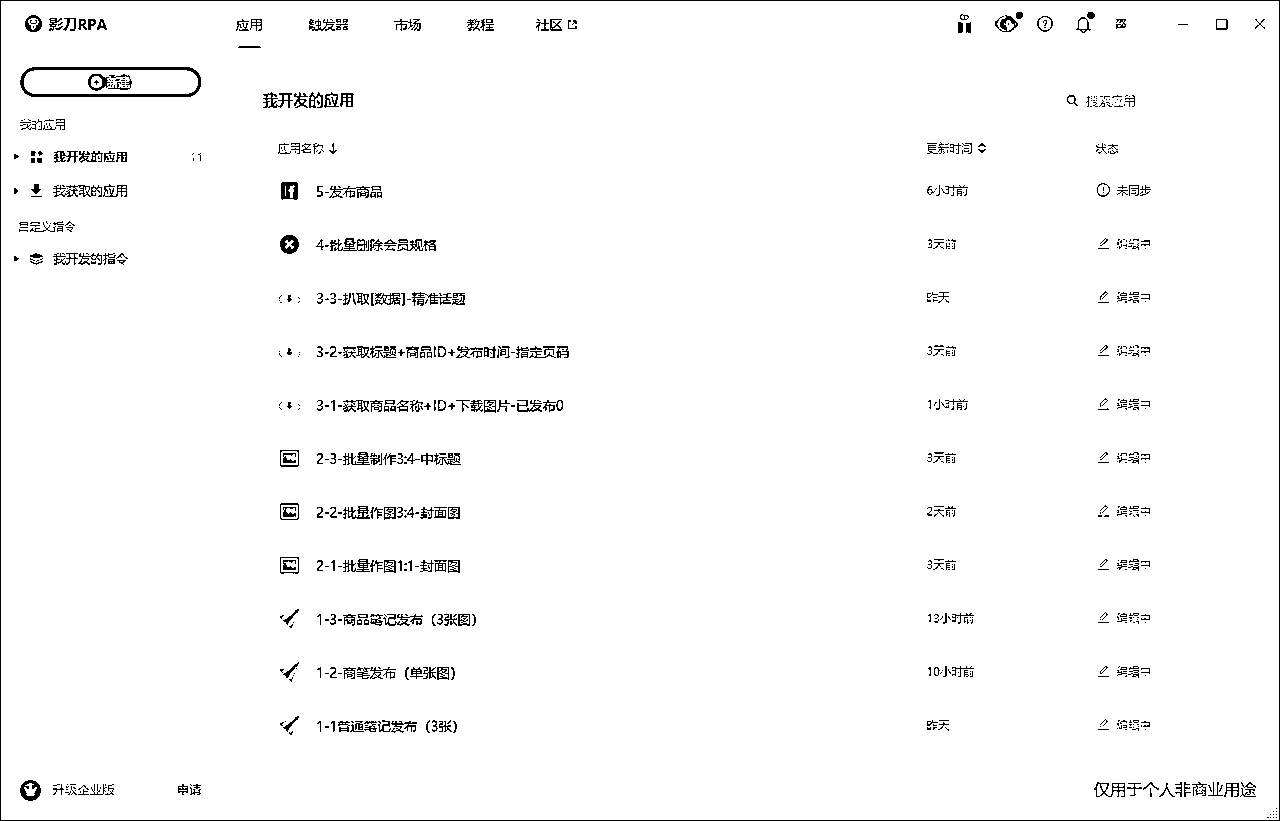 影刀RPA
应用 触发器 市场 教程 社区
新建
我的应用
我开发的应用 11
我获取的应用
自定义指令
我开发的指令
我开发的应用 搜索应用
应用名称 更新时间 状态
5-发布商品 6小时前 未同步
4-批量删除会员规格 3天前 编辑中
3-3-扒取[数据]-精准话题 昨天 编辑中
3-2-获取标题+商品ID+发布时间-指定页码 3天前 编辑中
3-1-获取商品名称+ID+下载图片-已发布0 1小时前 编辑中
2-3-批量制作3:4-中标题 3天前 编辑中
2-2-批量作图3:4-封面图 2天前 编辑中
2-1-批量作图1:1-封面图 3天前 编辑中
1-3-商品笔记发布（3张图） 13小时前 编辑中
1-2-商笔发布（单张图） 10小时前 编辑中
1-1普通笔记发布（3张） 昨天 编辑中
升级企业版 申请
仅用于个人非商业用途